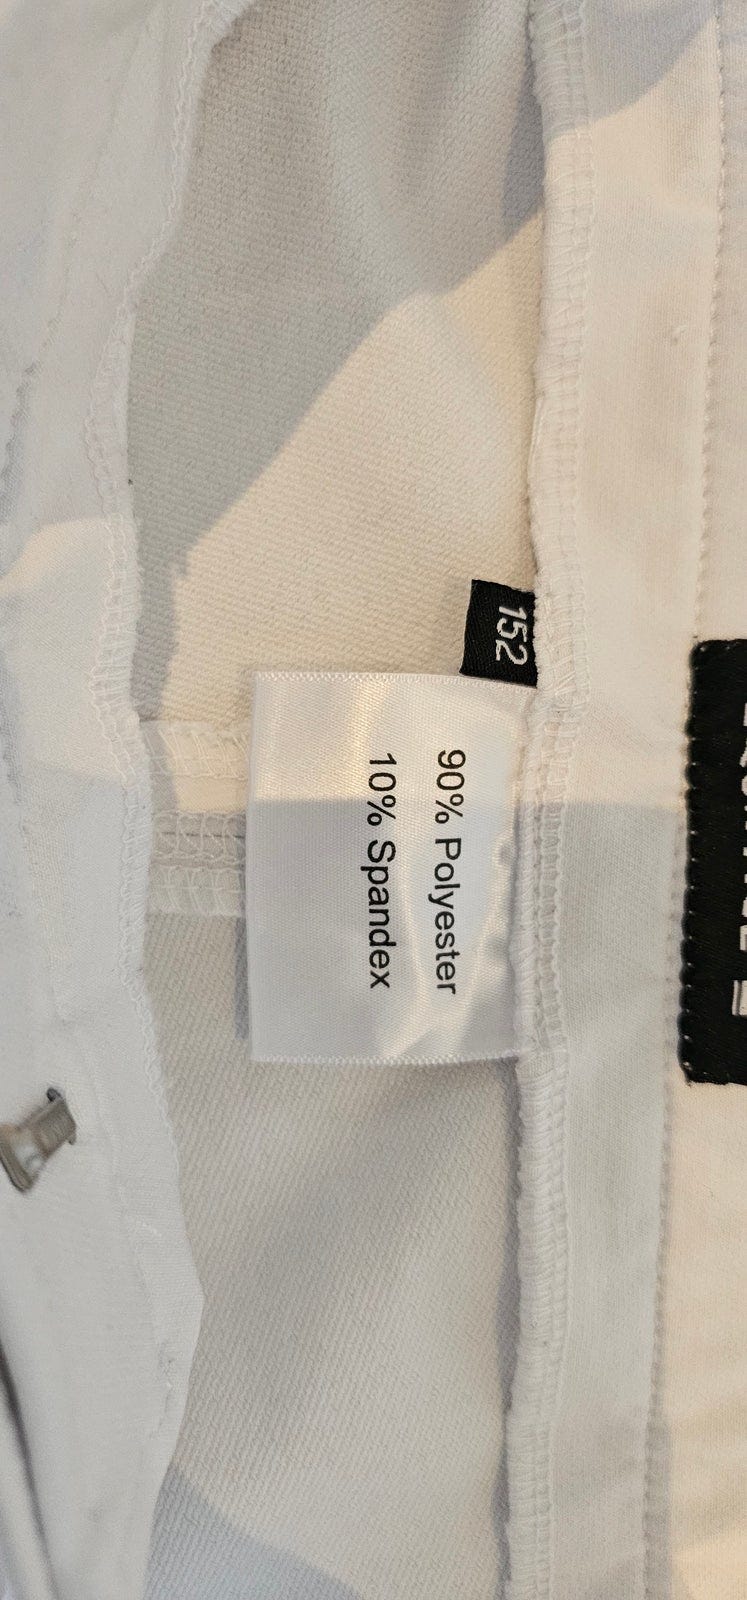 152
90% Polyester
10% Spandex